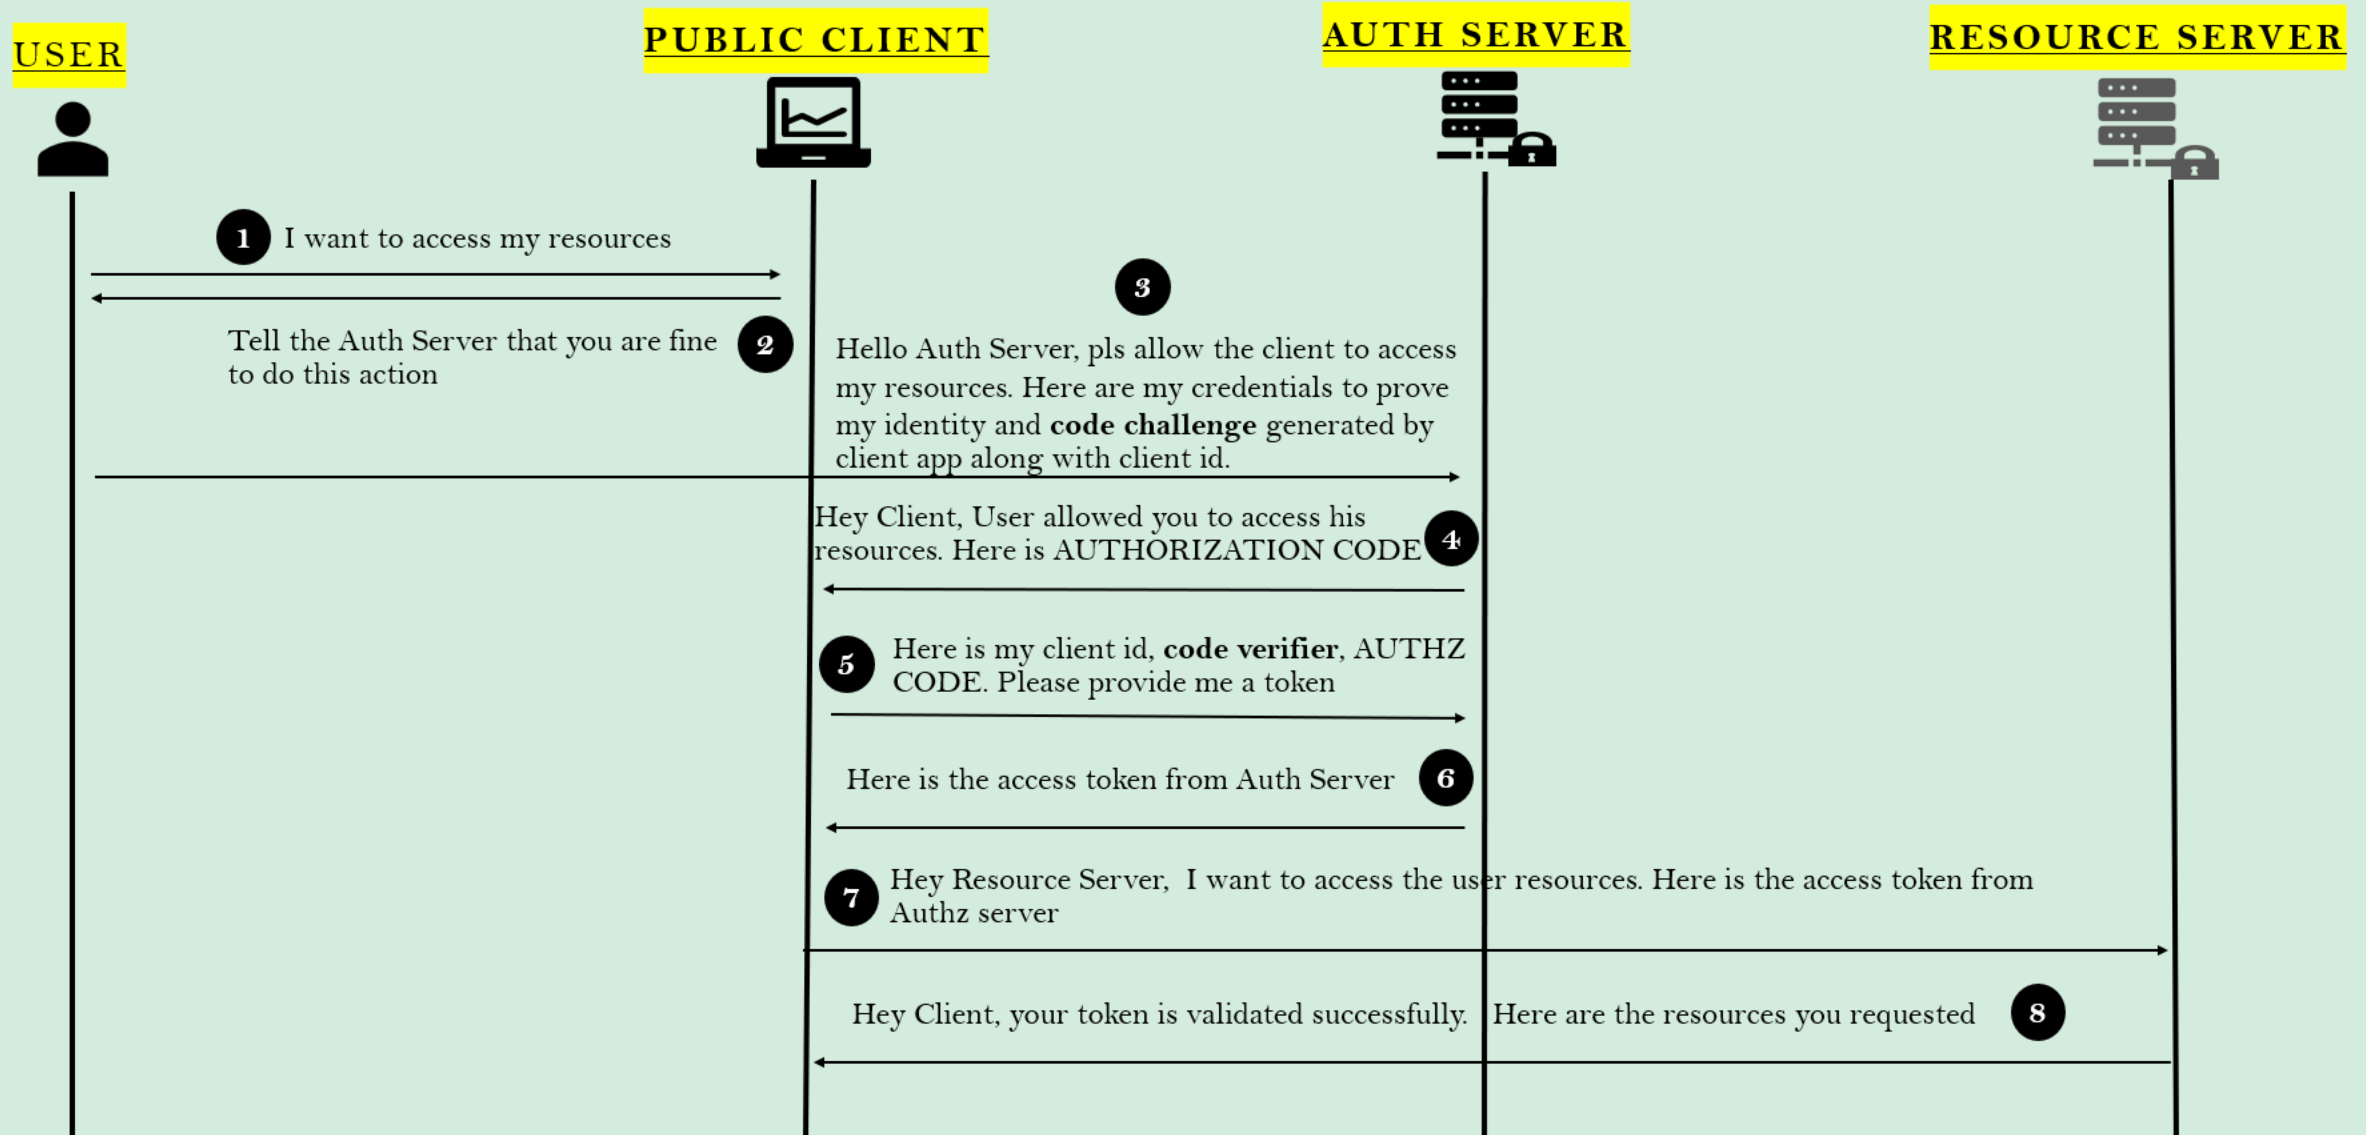 USER
PUBLIC CLIENT
AUTH SERVER
RESOURCE SERVER
1 I want to access my resources
2
Tell the Auth Server that you are fine
to do this action
3
Hello Auth Server, pls allow the client to access
my resources. Here are my credentials to prove
my identity and code challenge generated by
client app along with client id.
Hey Client, User allowed you to access his
resources. Here is AUTHORIZATION CODE
4
5
Here is my client id, code verifier, AUTHZ
CODE. Please provide me a token
Here is the access token from Auth Server 6
7
Hey Resource Server, I want to access the user resources. Here is the access token from
Authz server
Hey Client, your token is validated successfully. Here are the resources you requested 8